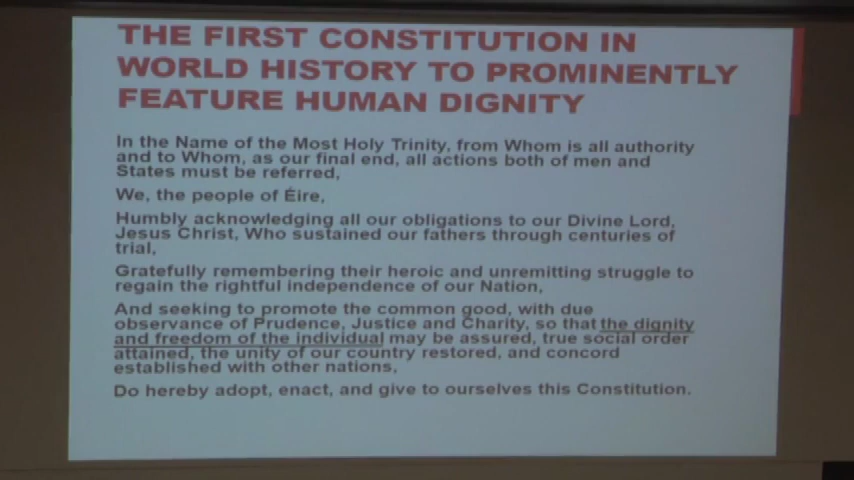 THE FIRST CONSTITUTION IN
WORLD HISTORY TO PROMINENTLY
FEATURE HUMAN DIGNITY
In the Name of the Most Holy Trinity, from Whom is all authority
and to Whom, as our final end, all actions both of men and
States must be referred,
We, the people of Éire,
Humbly acknowledging all our obligations to our Divine Lord,
Jesus Christ, Who sustained our fathers through centuries of
trial,
Gratefully remembering their heroic and unremitting struggle to
regain the rightful independence of our Nation,
And seeking to promote the common good, with due
observance of Prudence, Justice and Charity, so that the dignity
and freedom of the individual may be assured, true social order
attained, the unity of our country restored, and concord
established with other nations,
Do hereby adopt, enact, and give to ourselves this Constitution.